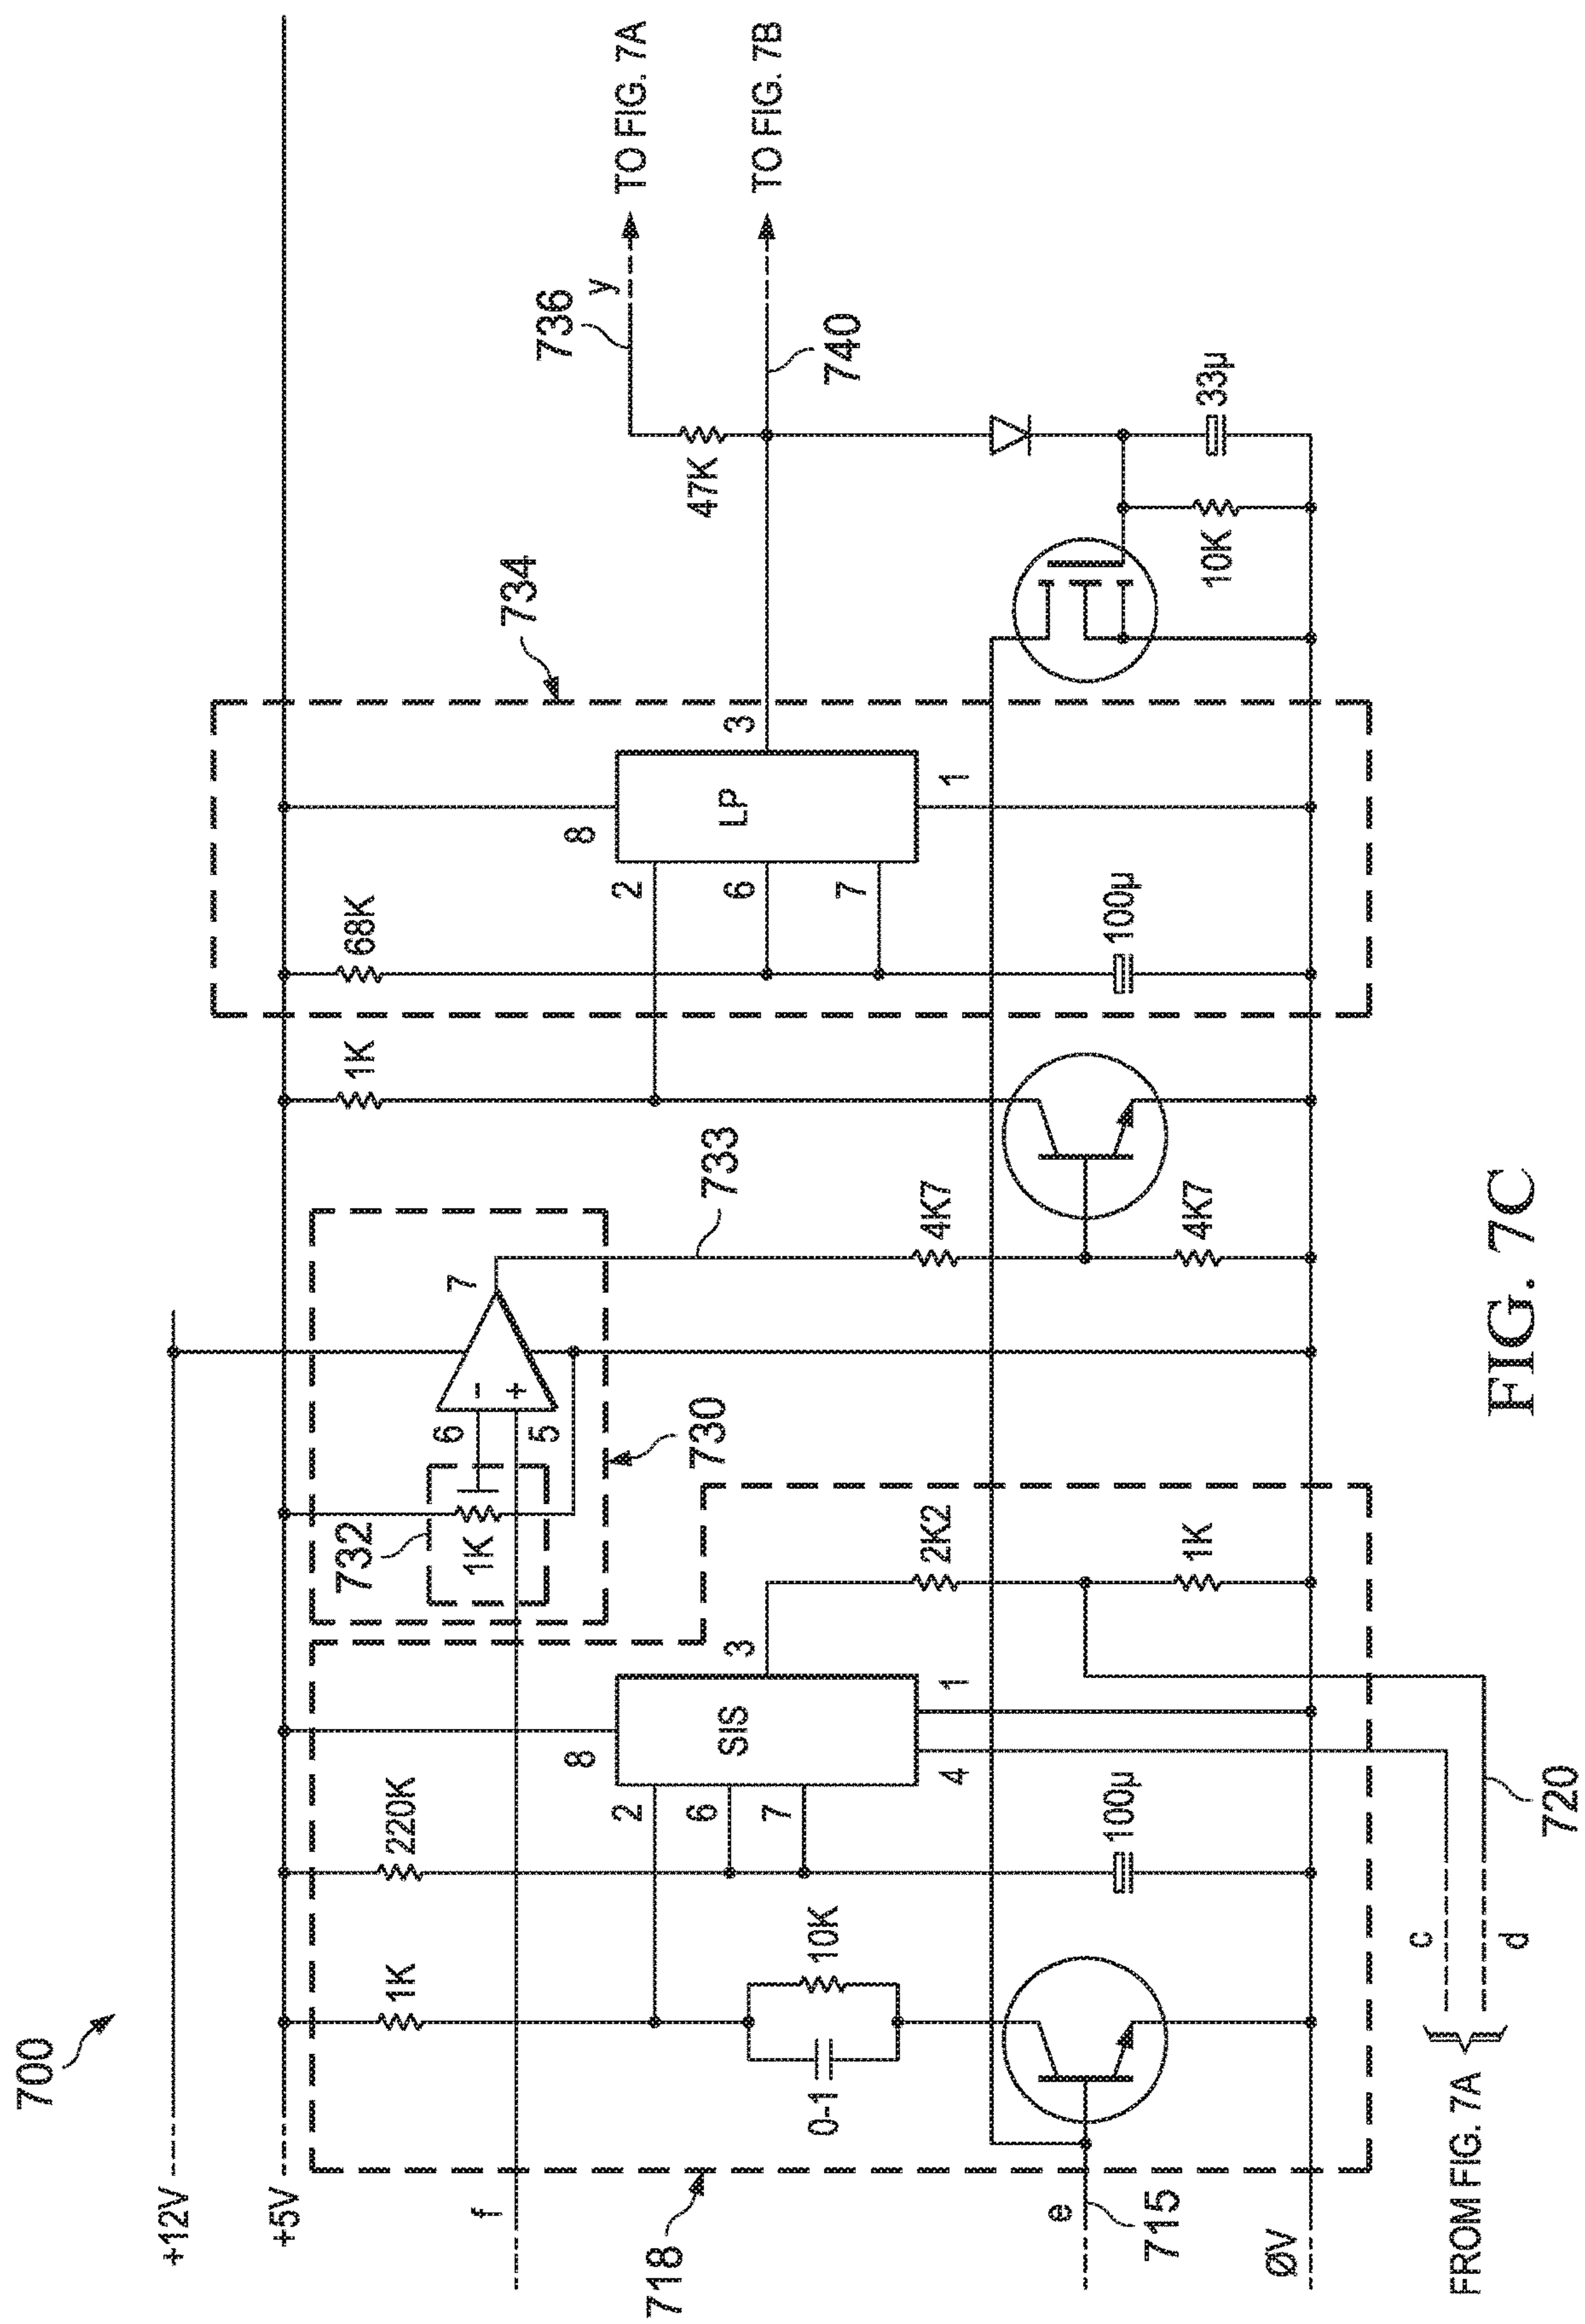 700
+12V
+5V
f
718
e
715
ØV
FROM FIG. 7A
c
d
720
1K
0-1
10K
220K
100µ
2
6
7
8
SIS
4
1
3
2K2
1K
732
1K
6
5
-
+
7
730
733
4K7
4K7
1K
68K
100µ
2
6
7
8
LP
1
3
734
10K
33µ
47K
736
y
740
TO FIG. 7A
TO FIG. 7B
FIG. 7C